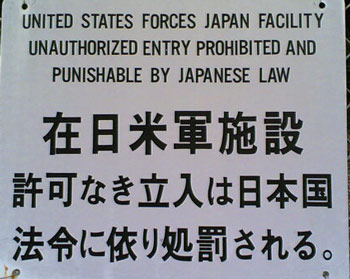 UNITED STATES FORCES JAPAN FACILITY
UNAUTHORIZED ENTRY PROHIBITED AND
PUNISHABLE BY JAPANESE LAW
在日米軍施設
許可なき立入は日本国
法令に依り処罰される。